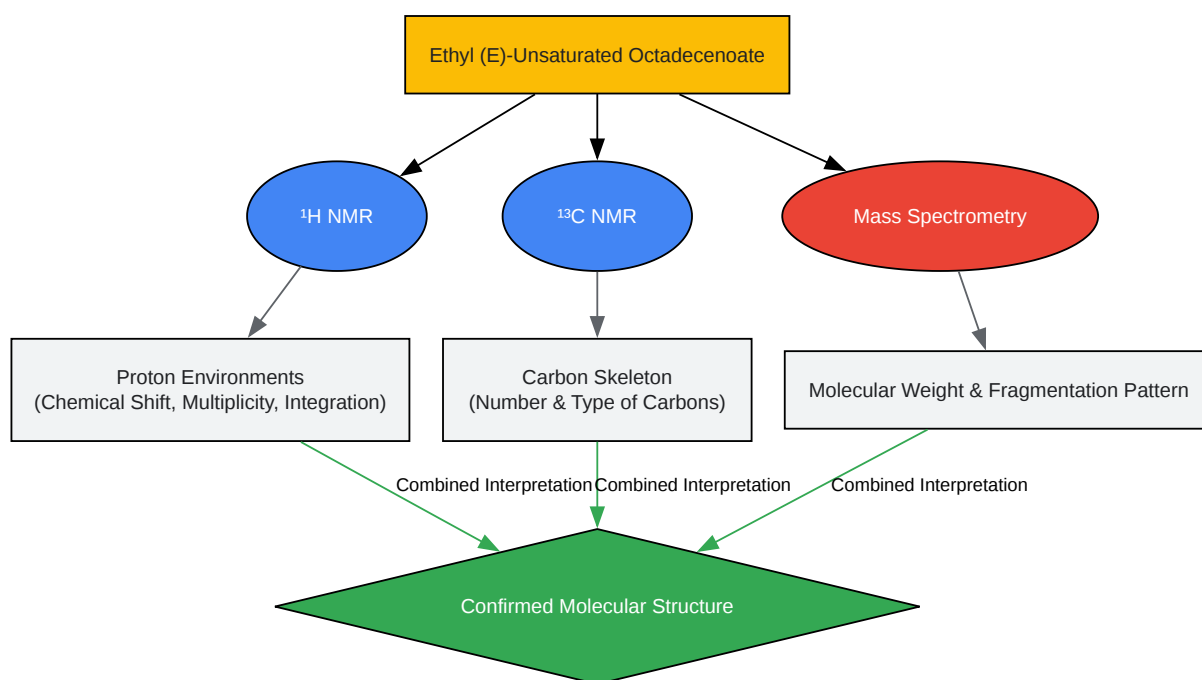 Ethyl (E)-Unsaturated Octadecenoate
¹H NMR
¹³C NMR
Mass Spectrometry
Proton Environments
(Chemical Shift, Multiplicity, Integration)
Carbon Skeleton
(Number & Type of Carbons)
Molecular Weight & Fragmentation Pattern
Combined Interpretation
Combined Interpretation
Combined Interpretation
Confirmed Molecular Structure